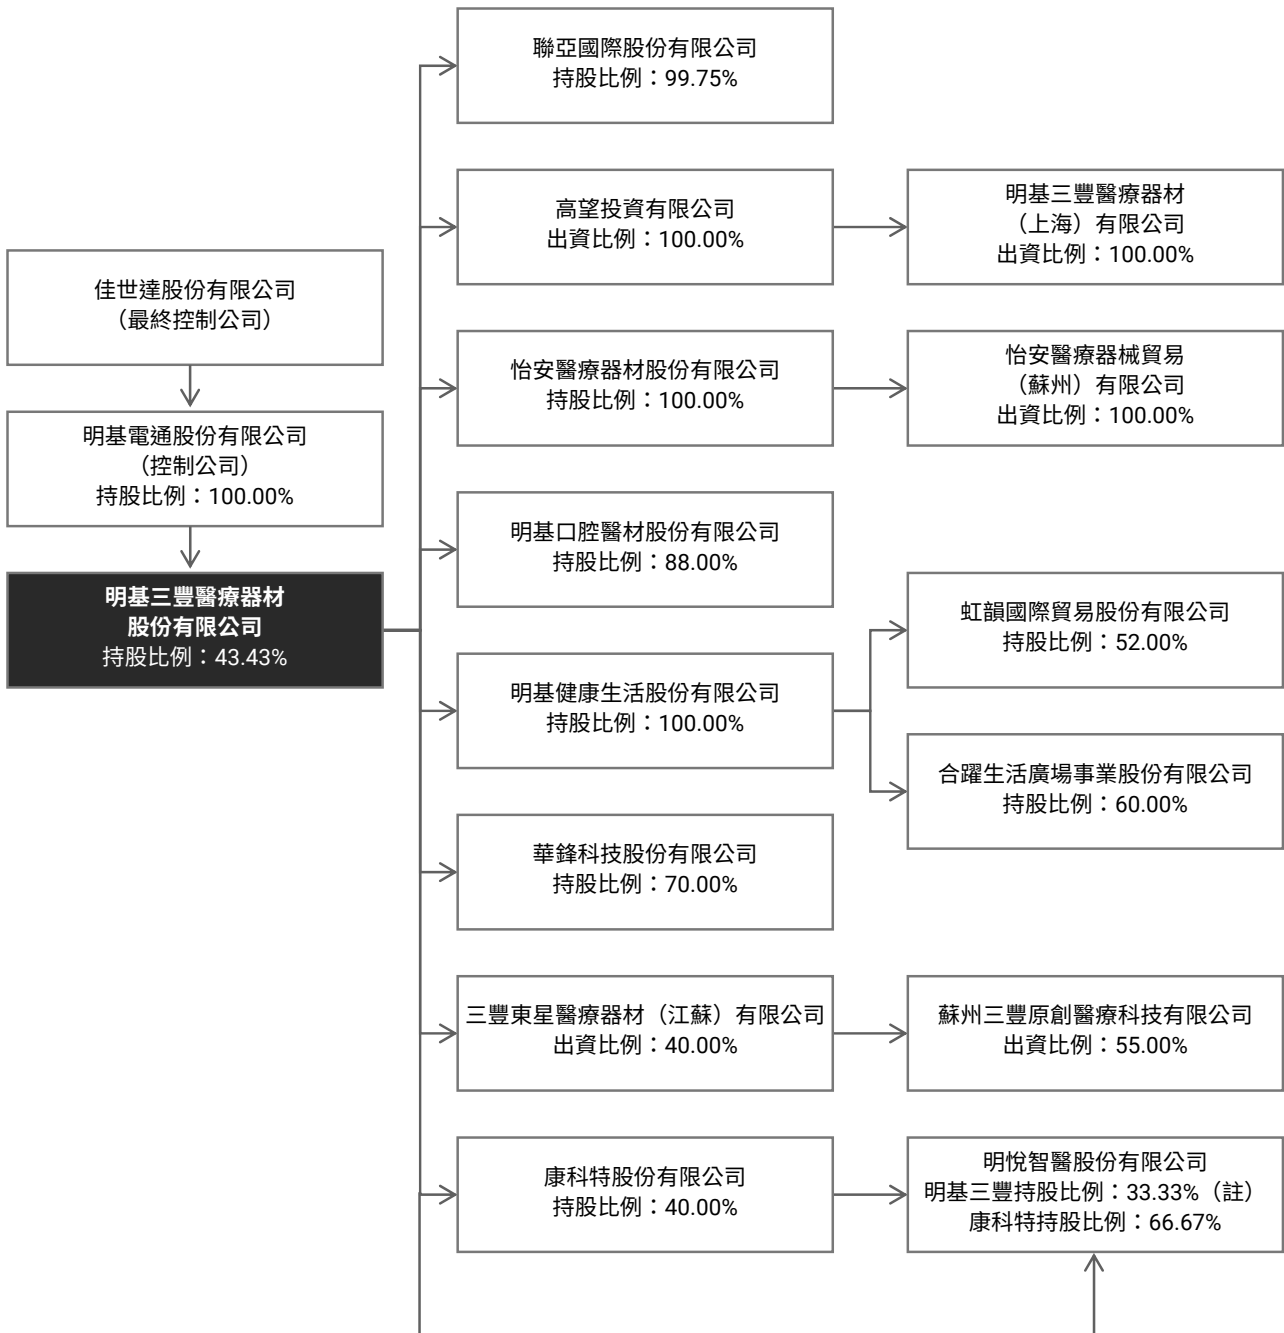 聯亞國際股份有限公司
持股比例：99.75%
高望投資有限公司
出資比例：100.00%
明基三豐醫療器材
（上海）有限公司
出資比例：100.00%
佳世達股份有限公司
（最終控制公司）
怡安醫療器材股份有限公司
持股比例：100.00%
怡安醫療器械貿易
（蘇州）有限公司
出資比例：100.00%
明基電通股份有限公司
（控制公司）
持股比例：100.00%
明基口腔醫材股份有限公司
持股比例：88.00%
明基三豐醫療器材
股份有限公司
持股比例：43.43%
虹韻國際貿易股份有限公司
持股比例：52.00%
明基健康生活股份有限公司
持股比例：100.00%
合躍生活廣場事業股份有限公司
持股比例：60.00%
華鋒科技股份有限公司
持股比例：70.00%
三豐東星醫療器材（江蘇）有限公司
出資比例：40.00%
蘇州三豐原創醫療科技有限公司
出資比例：55.00%
康科特股份有限公司
持股比例：40.00%
明悅智醫股份有限公司
明基三豐持股比例：33.33%（註）
康科特持股比例：66.67%